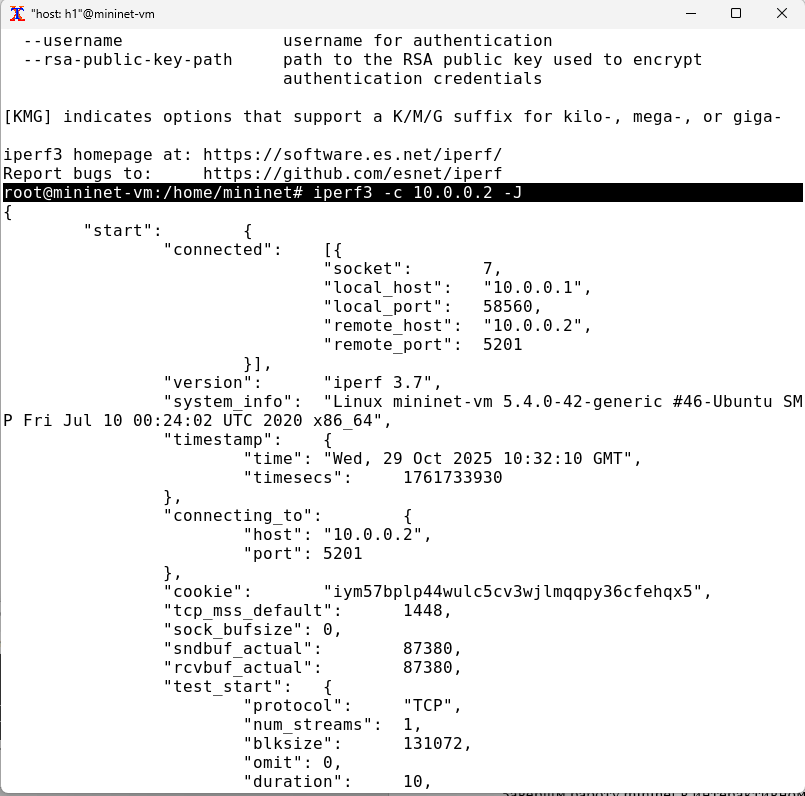 "host: h1"@mininet-vm
  --username                username for authentication
  --rsa-public-key-path     path to the RSA public key used to encrypt
                            authentication credentials
[KMG] indicates options that support a K/M/G suffix for kilo-, mega-, or giga-
iperf3 homepage at: https://software.es.net/iperf/
Report bugs to:     https://github.com/esnet/iperf
root@mininet-vm:/home/mininet# iperf3 -c 10.0.0.2 -J
{
        "start":        {
                "connected":    [{
                                "socket":       7,
                                "local_host":   "10.0.0.1",
                                "local_port":   58560,
                                "remote_host":  "10.0.0.2",
                                "remote_port":  5201
                        }],
                "version":      "iperf 3.7",
                "system_info":  "Linux mininet-vm 5.4.0-42-generic #46-Ubuntu SM
P Fri Jul 10 00:24:02 UTC 2020 x86_64",
                "timestamp":    {
                        "time": "Wed, 29 Oct 2025 10:32:10 GMT",
                        "timesecs":     1761733930
                },
                "connecting_to":        {
                        "host": "10.0.0.2",
                        "port": 5201
                },
                "cookie":       "iym57bplp44wulc5cv3wjlmqqpy36cfehqx5",
                "tcp_mss_default":      1448,
                "sock_bufsize": 0,
                "sndbuf_actual":        87380,
                "rcvbuf_actual":        87380,
                "test_start":   {
                        "protocol":     "TCP",
                        "num_streams":  1,
                        "blksize":      131072,
                        "omit": 0,
                        "duration":     10,